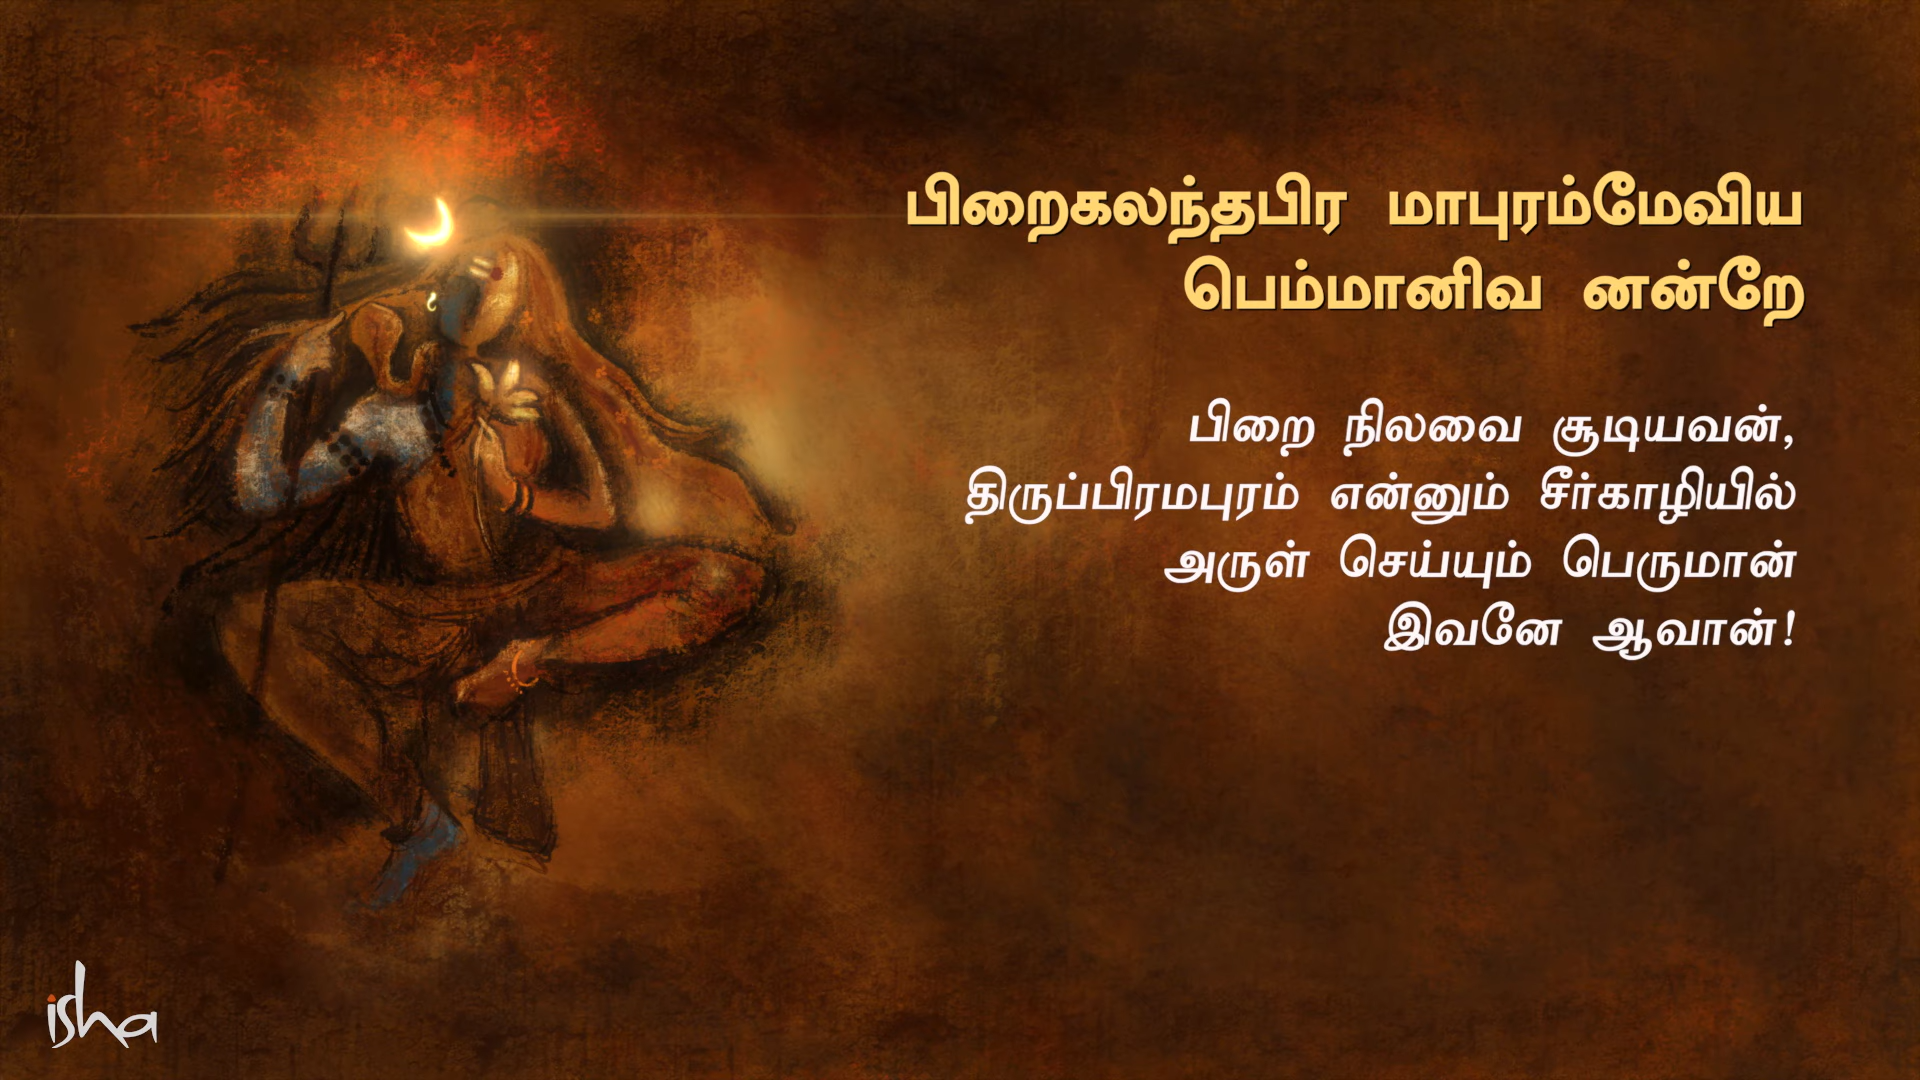 பிறைகலந்தபிர மாபுரம்மேவிய
பெம்மானிவ னன்றே
பிறை நிலவை சூடியவன்,
திருப்பிரமபுரம் என்னும் சீர்காழியில்
அருள் செய்யும் பெருமான்
இவனே ஆவான்!
isha